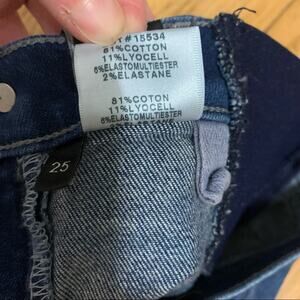 #15534
81%COTTON
11%LYOCELL
6%ELASTOMULTIESTER
2%ELASTANE
81%COTON
11%LYOCELL
6%ELASTOMULTIESTER
25